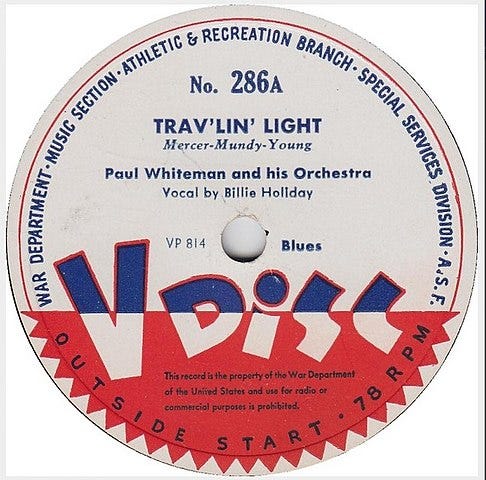 WAR DEPARTMENT · MUSIC SECTION · ATHLETIC & RECREATION BRANCH · SPECIAL SERVICES DIVISION · A.S.F.
No. 286A
TRAV'LIN' LIGHT
Mercer-Mundy-Young
Paul Whiteman and his Orchestra
Vocal by Billie Holiday
VP 814 Blues
V DiSC
This record is the property of the War Department
of the United States and use for radio or
commercial purposes is prohibited.
OUTSIDE START · 78 RPM